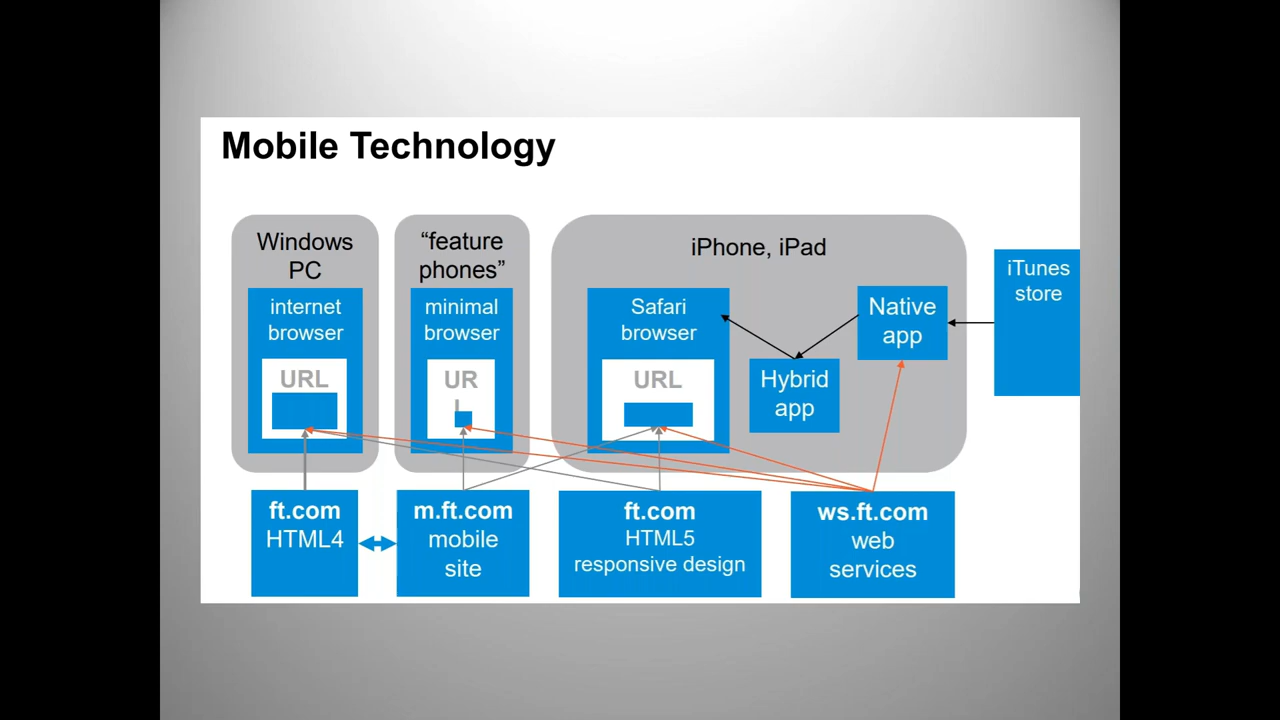 Mobile Technology
Windows
PC
internet
browser
URL
“feature
phones”
minimal
browser
UR
L
iPhone, iPad
Safari
browser
URL
Hybrid
app
Native
app
iTunes
store
ft.com
HTML4
m.ft.com
mobile
site
ft.com
HTML5
responsive design
ws.ft.com
web
services